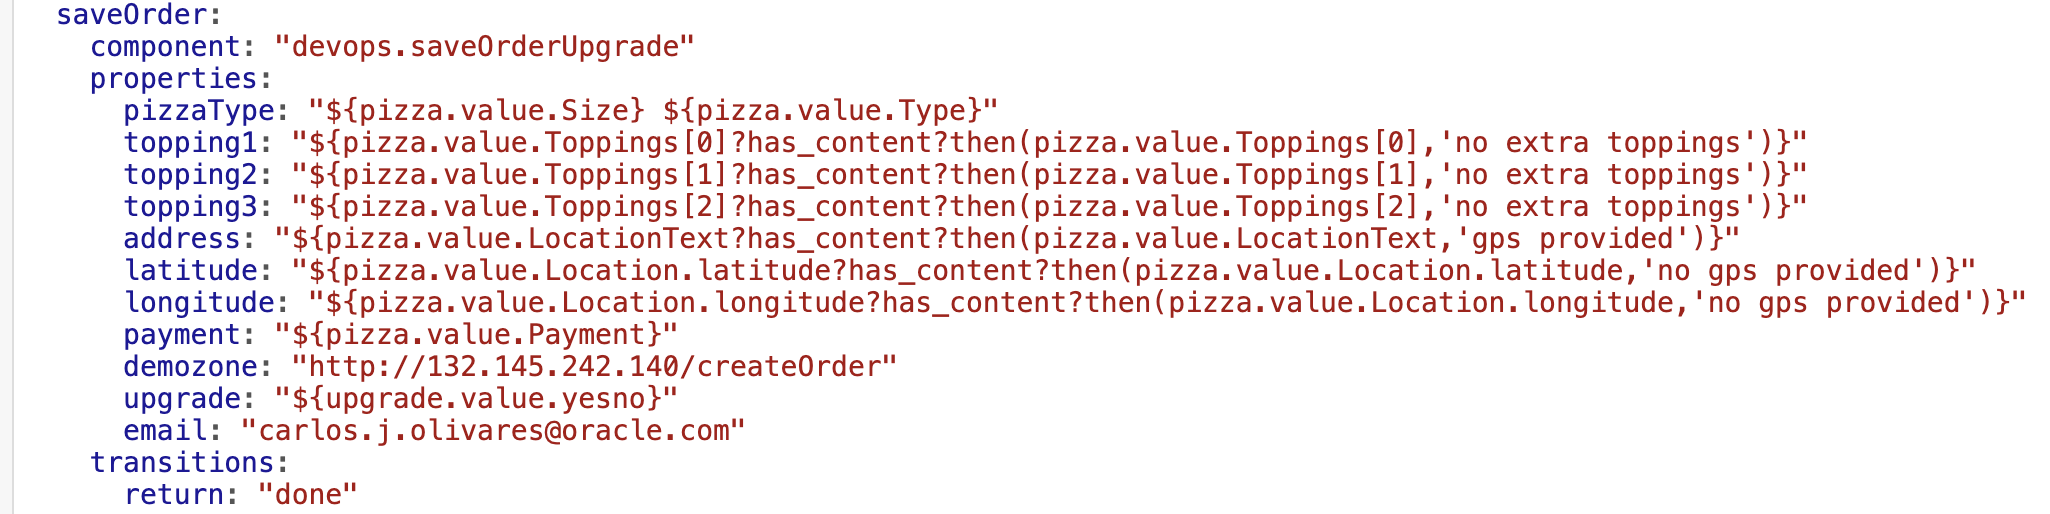 saveOrder:
component: "devops.saveOrderUpgrade"
properties:
pizzaType: "${pizza.value.Size} ${pizza.value.Type}"
topping1: "${pizza.value.Toppings[0]?has_content?then(pizza.value.Toppings[0],'no extra toppings')}"
topping2: "${pizza.value.Toppings[1]?has_content?then(pizza.value.Toppings[1],'no extra toppings')}"
topping3: "${pizza.value.Toppings[2]?has_content?then(pizza.value.Toppings[2],'no extra toppings')}"
address: "${pizza.value.LocationText?has_content?then(pizza.value.LocationText,'gps provided')}"
latitude: "${pizza.value.Location.latitude?has_content?then(pizza.value.Location.latitude,'no gps provided')}"
longitude: "${pizza.value.Location.longitude?has_content?then(pizza.value.Location.longitude,'no gps provided')}"
payment: "${pizza.value.Payment}"
demozone: "http://132.145.242.140/createOrder"
upgrade: "${upgrade.value.yesno}"
email: "carlos.j.olivares@oracle.com"
transitions:
return: "done"